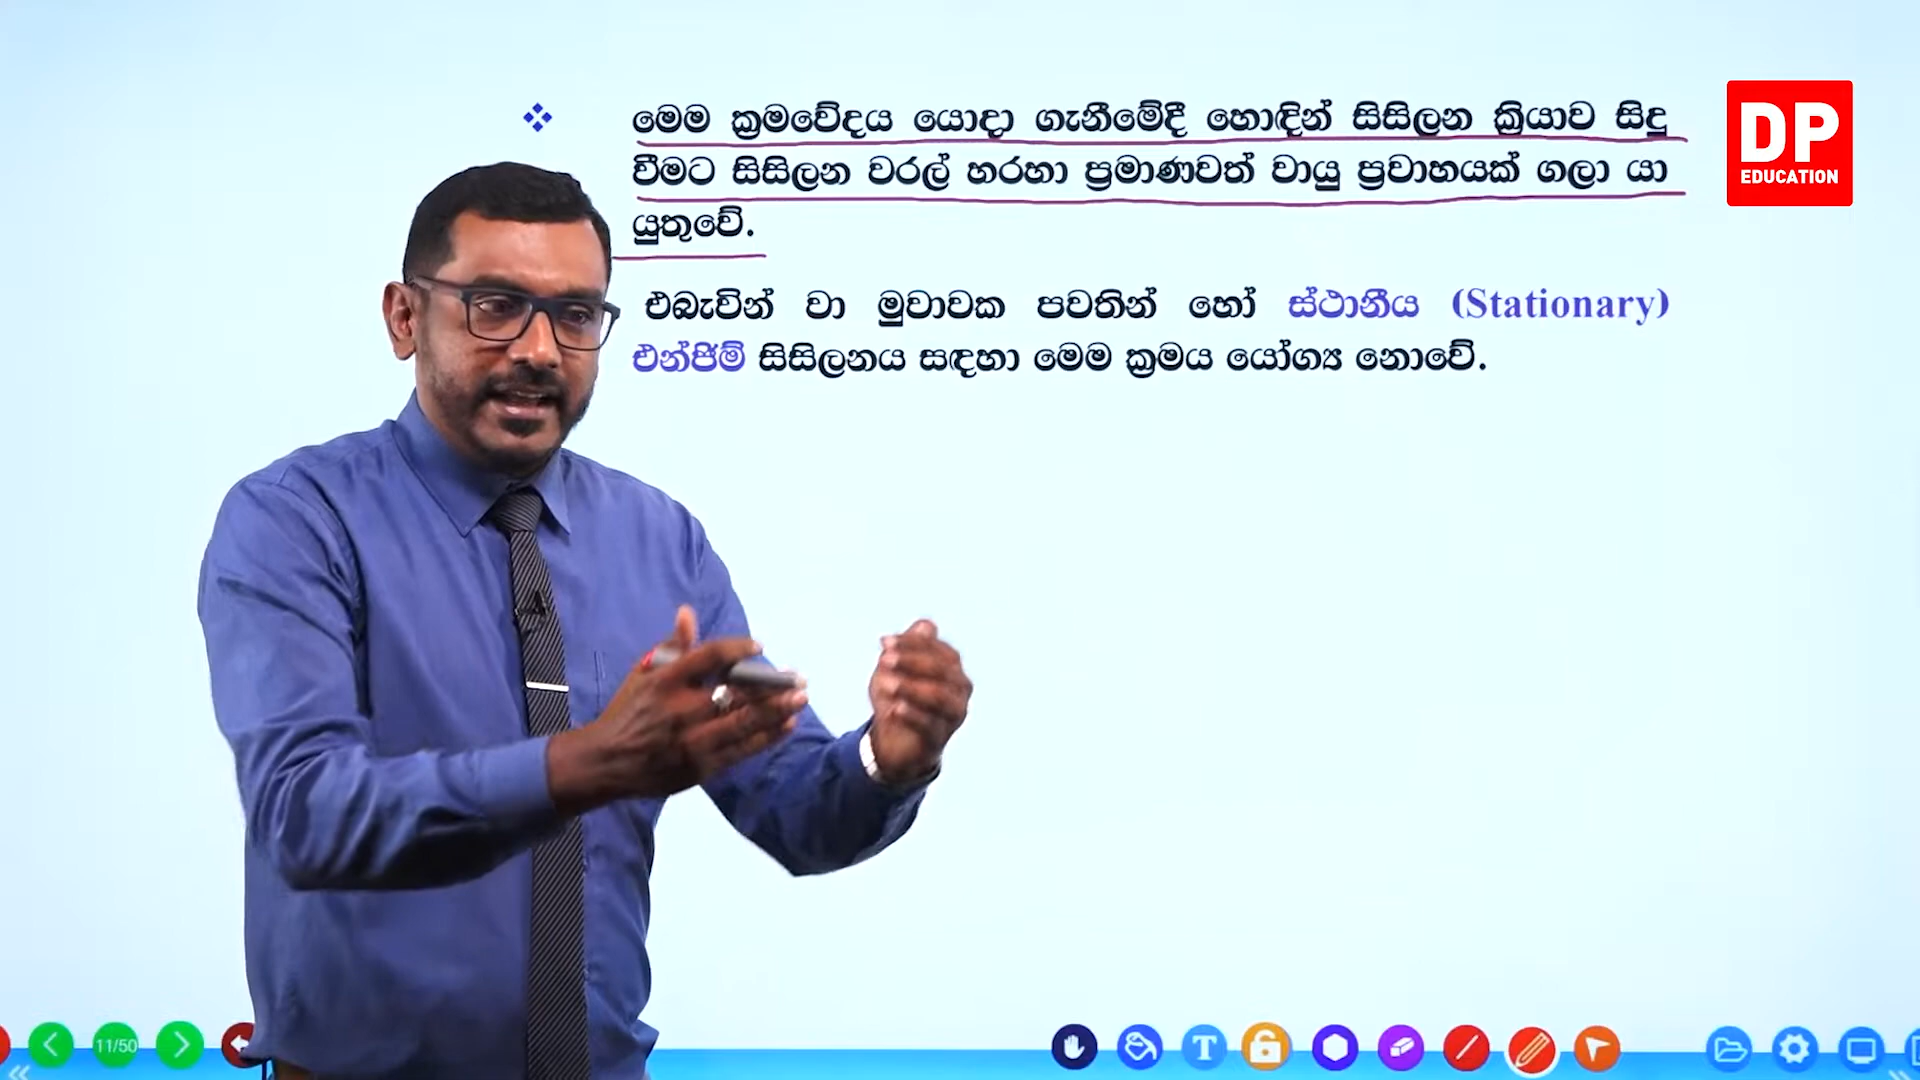 ❖ මෙම ක්‍රමවේදය යොදා ගැනීමේදී හොඳින් සිසිලන ක්‍රියාව සිදු
වීමට සිසිලන වරල් හරහා ප්‍රමාණවත් වායු ප්‍රවාහයක් ගලා යා
යුතුවේ.
එබැවින් වා මුවාවක පවතින් හෝ ස්ථානීය (Stationary)
එන්ජිම් සිසිලනය සඳහා මෙම ක්‍රමය යෝග්‍ය නොවේ.
DP
EDUCATION
11/50
T